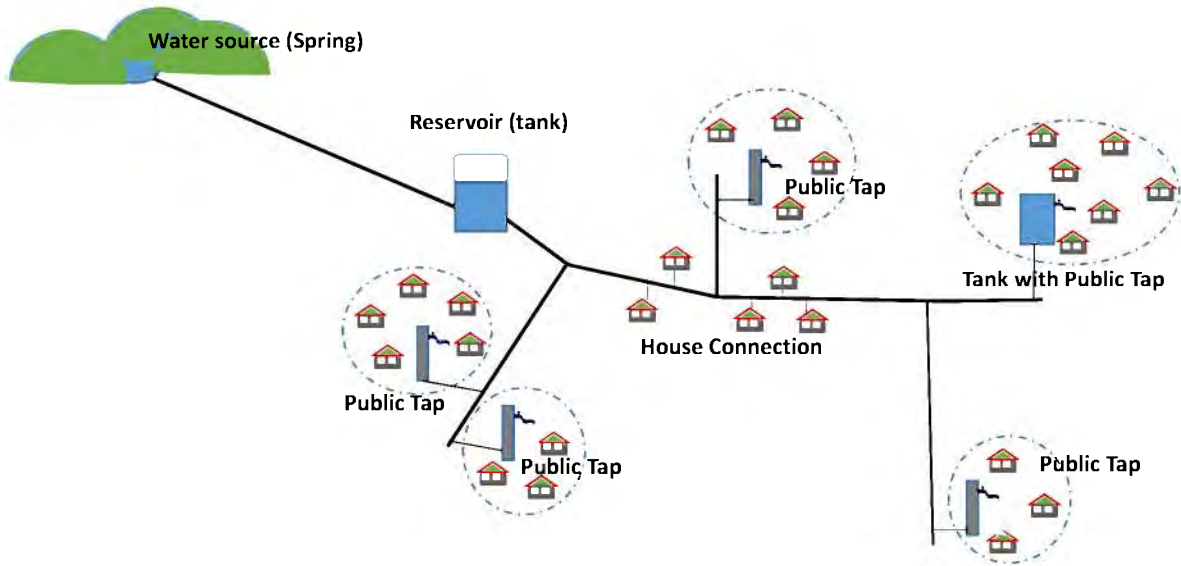 Water source (Spring)
Reservoir (tank)
Public Tap
Tank with Public Tap
House Connection
Public Tap
Public Tap
Public Tap